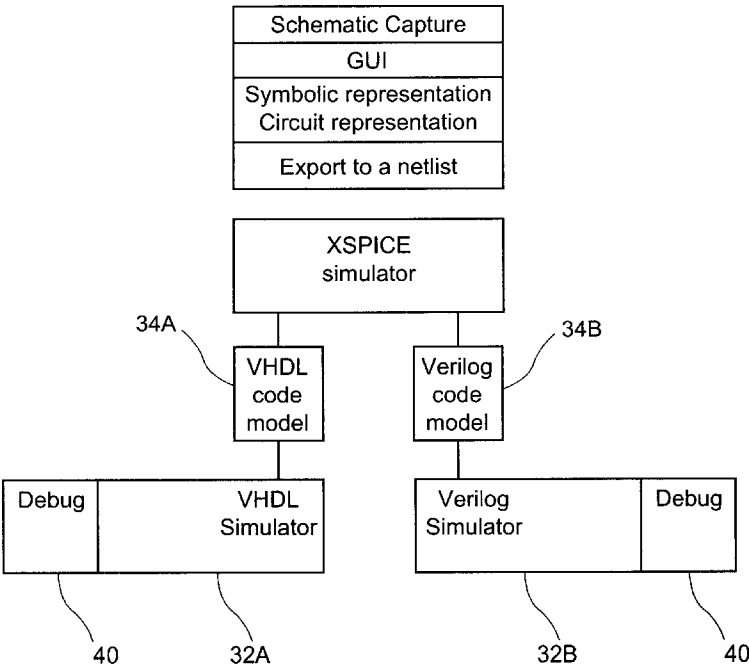 Schematic Capture
GUI
Symbolic representation
Circuit representation
Export to a netlist
XSPICE
simulator
34A
34B
VHDL
code
model
Verilog
code
model
Debug
VHDL
Simulator
Verilog
Simulator
Debug
40
32A
32B
40